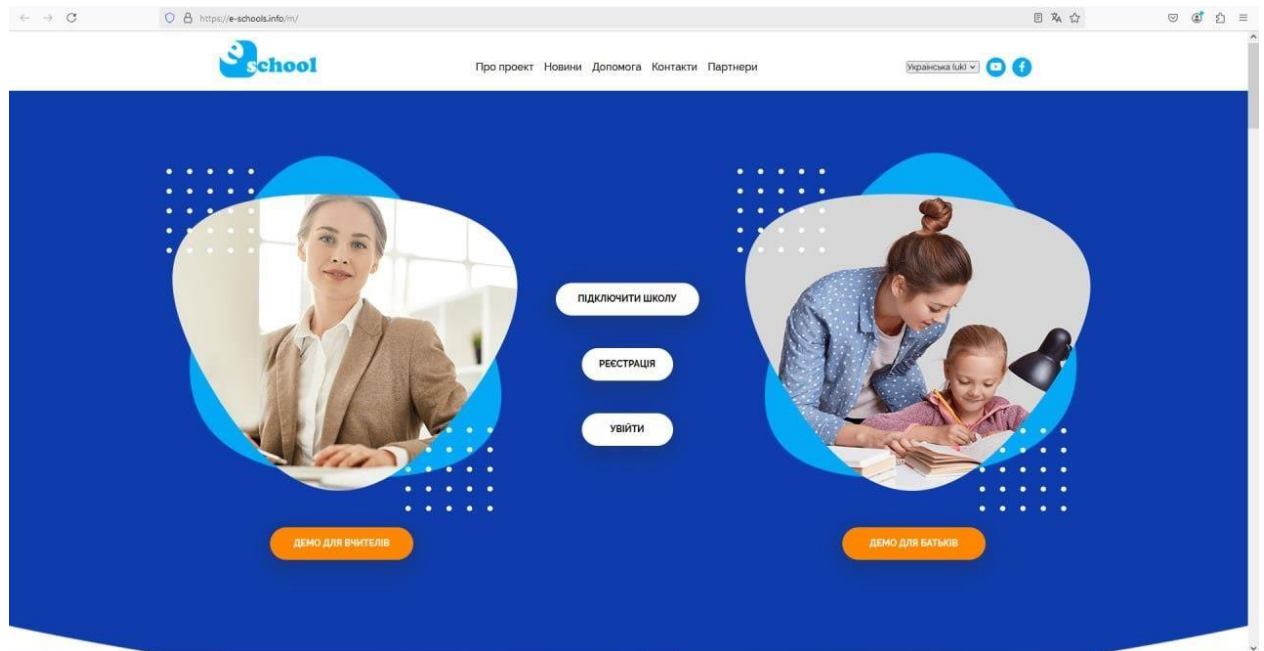 https://e-schools.info/m/
eschool
Про проект Новини Допомога Контакти Партнери
Українська (uk)
ПІДКЛЮЧИТИ ШКОЛУ
РЕЄСТРАЦІЯ
УВІЙТИ
ДЕМО ДЛЯ ВЧИТЕЛІВ
ДЕМО ДЛЯ БАТЬКІВ